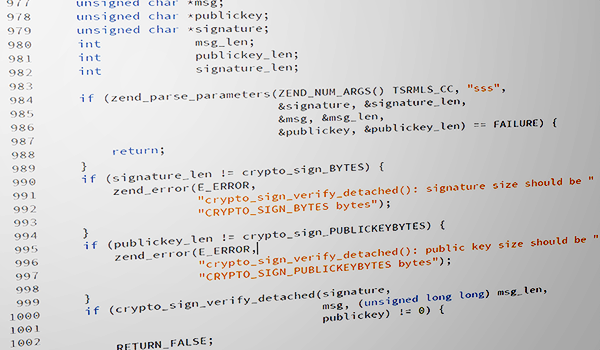 977 unsigned char *msg;
978 unsigned char *publickey;
979 unsigned char *signature;
980 int msg_len;
981 int publickey_len;
982 int signature_len;
983
984 if (zend_parse_parameters(ZEND_NUM_ARGS() TSRMLS_CC, "sss",
985 &signature, &signature_len,
986 &msg, &msg_len,
987 &publickey, &publickey_len) == FAILURE) {
988 return;
989 }
990 if (signature_len != crypto_sign_BYTES) {
991 zend_error(E_ERROR,
992 "crypto_sign_verify_detached(): signature size should be "
993 "CRYPTO_SIGN_BYTES bytes");
994 }
995 if (publickey_len != crypto_sign_PUBLICKEYBYTES) {
996 zend_error(E_ERROR,
997 "crypto_sign_verify_detached(): public key size should be "
998 "CRYPTO_SIGN_PUBLICKEYBYTES bytes");
999 }
1000 if (crypto_sign_verify_detached(signature,
1001 msg, (unsigned long long) msg_len,
publickey) != 0) {
RETURN_FALSE;